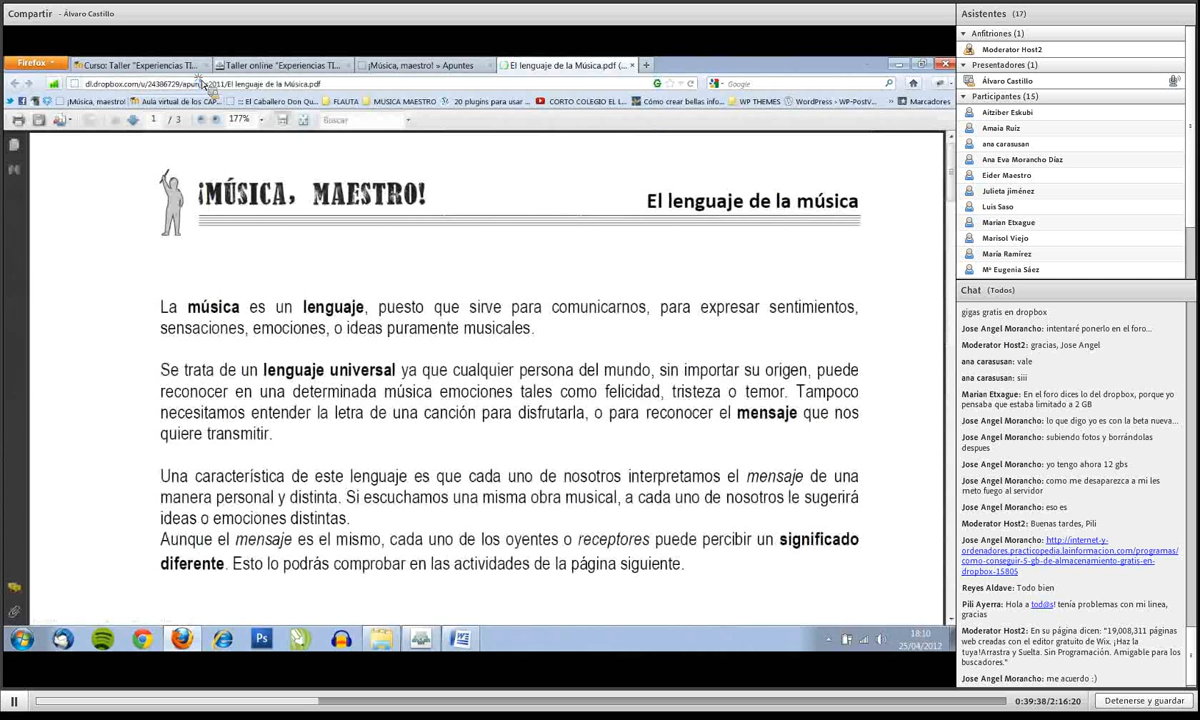 Compartir - Álvaro Castillo
Firefox
Curso: Taller "Experiencias TI...
Taller online "Experiencias TI...
¡Música, maestro! » Apuntes
El lenguaje de la Música.pdf (...
/El lenguaje de la Música.pdf
Google
¡Música, maestro!
Aula virtual de los CAP...
:: El Caballero Don Qu...
FLAUTA
MUSICA MAESTRO
20 plugins para usar ...
CORTO COLEGIO EL L...
Cómo crear bellas info...
WP THEMES
WordPress › WP-PostV...
Marcadores
1 / 3
177%
Buscar
¡MÚSICA, MAESTRO!
El lenguaje de la música
La música es un lenguaje, puesto que sirve para comunicarnos, para expresar sentimientos,
sensaciones, emociones, o ideas puramente musicales.
Se trata de un lenguaje universal ya que cualquier persona del mundo, sin importar su origen, puede
reconocer en una determinada música emociones tales como felicidad, tristeza o temor. Tampoco
necesitamos entender la letra de una canción para disfrutarla, o para reconocer el mensaje que nos
quiere transmitir.
Una característica de este lenguaje es que cada uno de nosotros interpretamos el mensaje de una
manera personal y distinta. Si escuchamos una misma obra musical, a cada uno de nosotros le sugerirá
ideas o emociones distintas.
Aunque el mensaje es el mismo, cada uno de los oyentes o receptores puede percibir un significado
diferente. Esto lo podrás comprobar en las actividades de la página siguiente.
Ps
18:10
25/04/2012
0:39:38/2:16:20
Detenerse y guardar
Asistentes (17)
Anfitriones (1)
Moderator Host2
Presentadores (1)
Álvaro Castillo
Participantes (15)
Aitziber Eskubi
Amaia Ruiz
ana carasusan
Ana Eva Morancho Díaz
Eider Maestro
Julieta jiménez
Luis Saso
Marian Etxague
Marisol Viejo
María Ramírez
Mª Eugenia Sáez
Chat (Todos)
gigas gratis en dropbox
Jose Angel Morancho: intentaré ponerlo en el foro...
Moderator Host2: gracias, Jose Angel
ana carasusan: vale
ana carasusan: siii
Marian Etxague: En el foro dices lo del dropbox, porque yo
pensaba que estaba limitado a 2 GB
Jose Angel Morancho: lo que digo yo es con la beta nueva...
Jose Angel Morancho: subiendo fotos y borrándolas
despues
Jose Angel Morancho: yo tengo ahora 12 gbs
Jose Angel Morancho: como me desaparezca a mi les
meto fuego al servidor
Jose Angel Morancho: eso es
Moderator Host2: Buenas tardes, Pili
Jose Angel Morancho: http://internet-y-
ordenadores.practicopedia.lainformacion.com/programas/
como-conseguir-5-gb-de-almacenamiento-gratis-en-
dropbox-15805
Reyes Aldave: Todo bien
Pili Ayerra: Hola a tod@s! tenía problemas con mi linea,
gracias
Moderator Host2: En su página dicen: "19,008,311 páginas
web creadas con el editor gratuito de Wix. ¡Haz la
tuya!Arrastra y Suelta. Sin Programación. Amigable para los
buscadores."
Jose Angel Morancho: me acuerdo :)